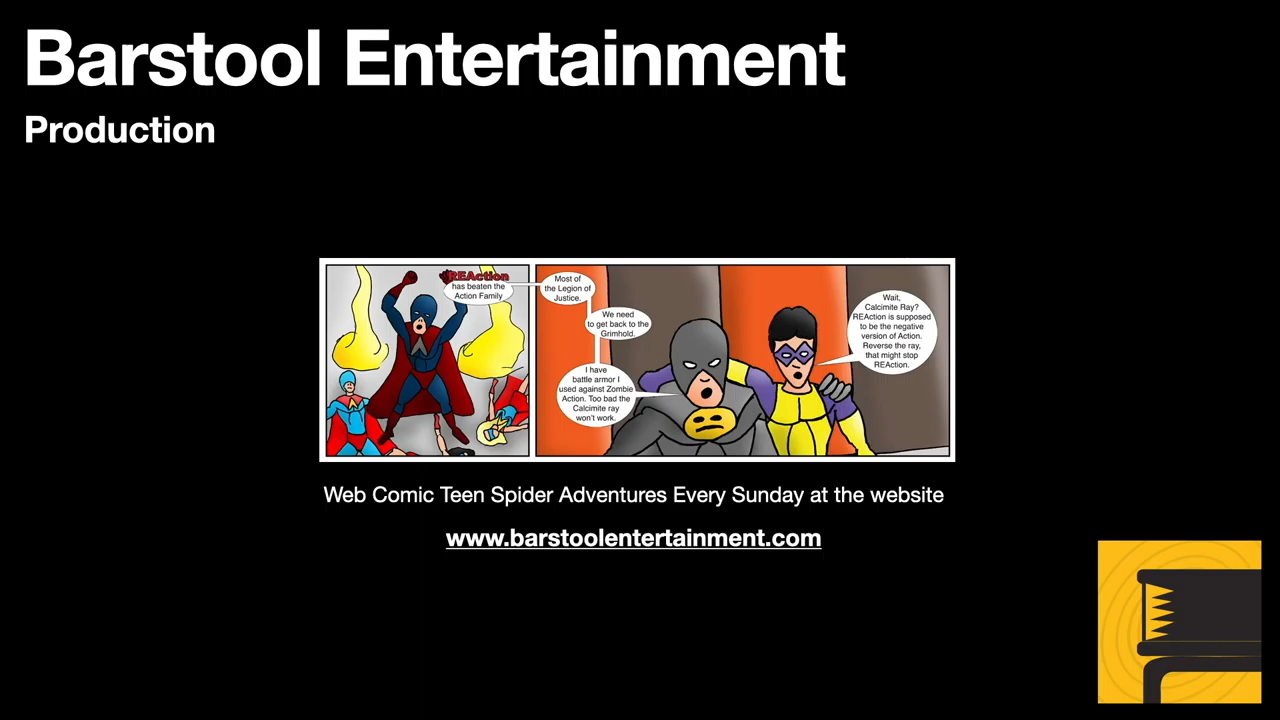 Barstool Entertainment
Production
REAction
has beaten the
Action Family
Most of
the Legion of
Justice.
We need
to get back to the
Grimhold.
I have
battle armor I
used against Zombie
Action. Too bad the
Calcimite ray
won't work.
Wait,
Calcimite Ray?
REAction is supposed
to be the negative
version of Action.
Reverse the ray,
that might stop
REAction.
Web Comic Teen Spider Adventures Every Sunday at the website
www.barstoolentertainment.com